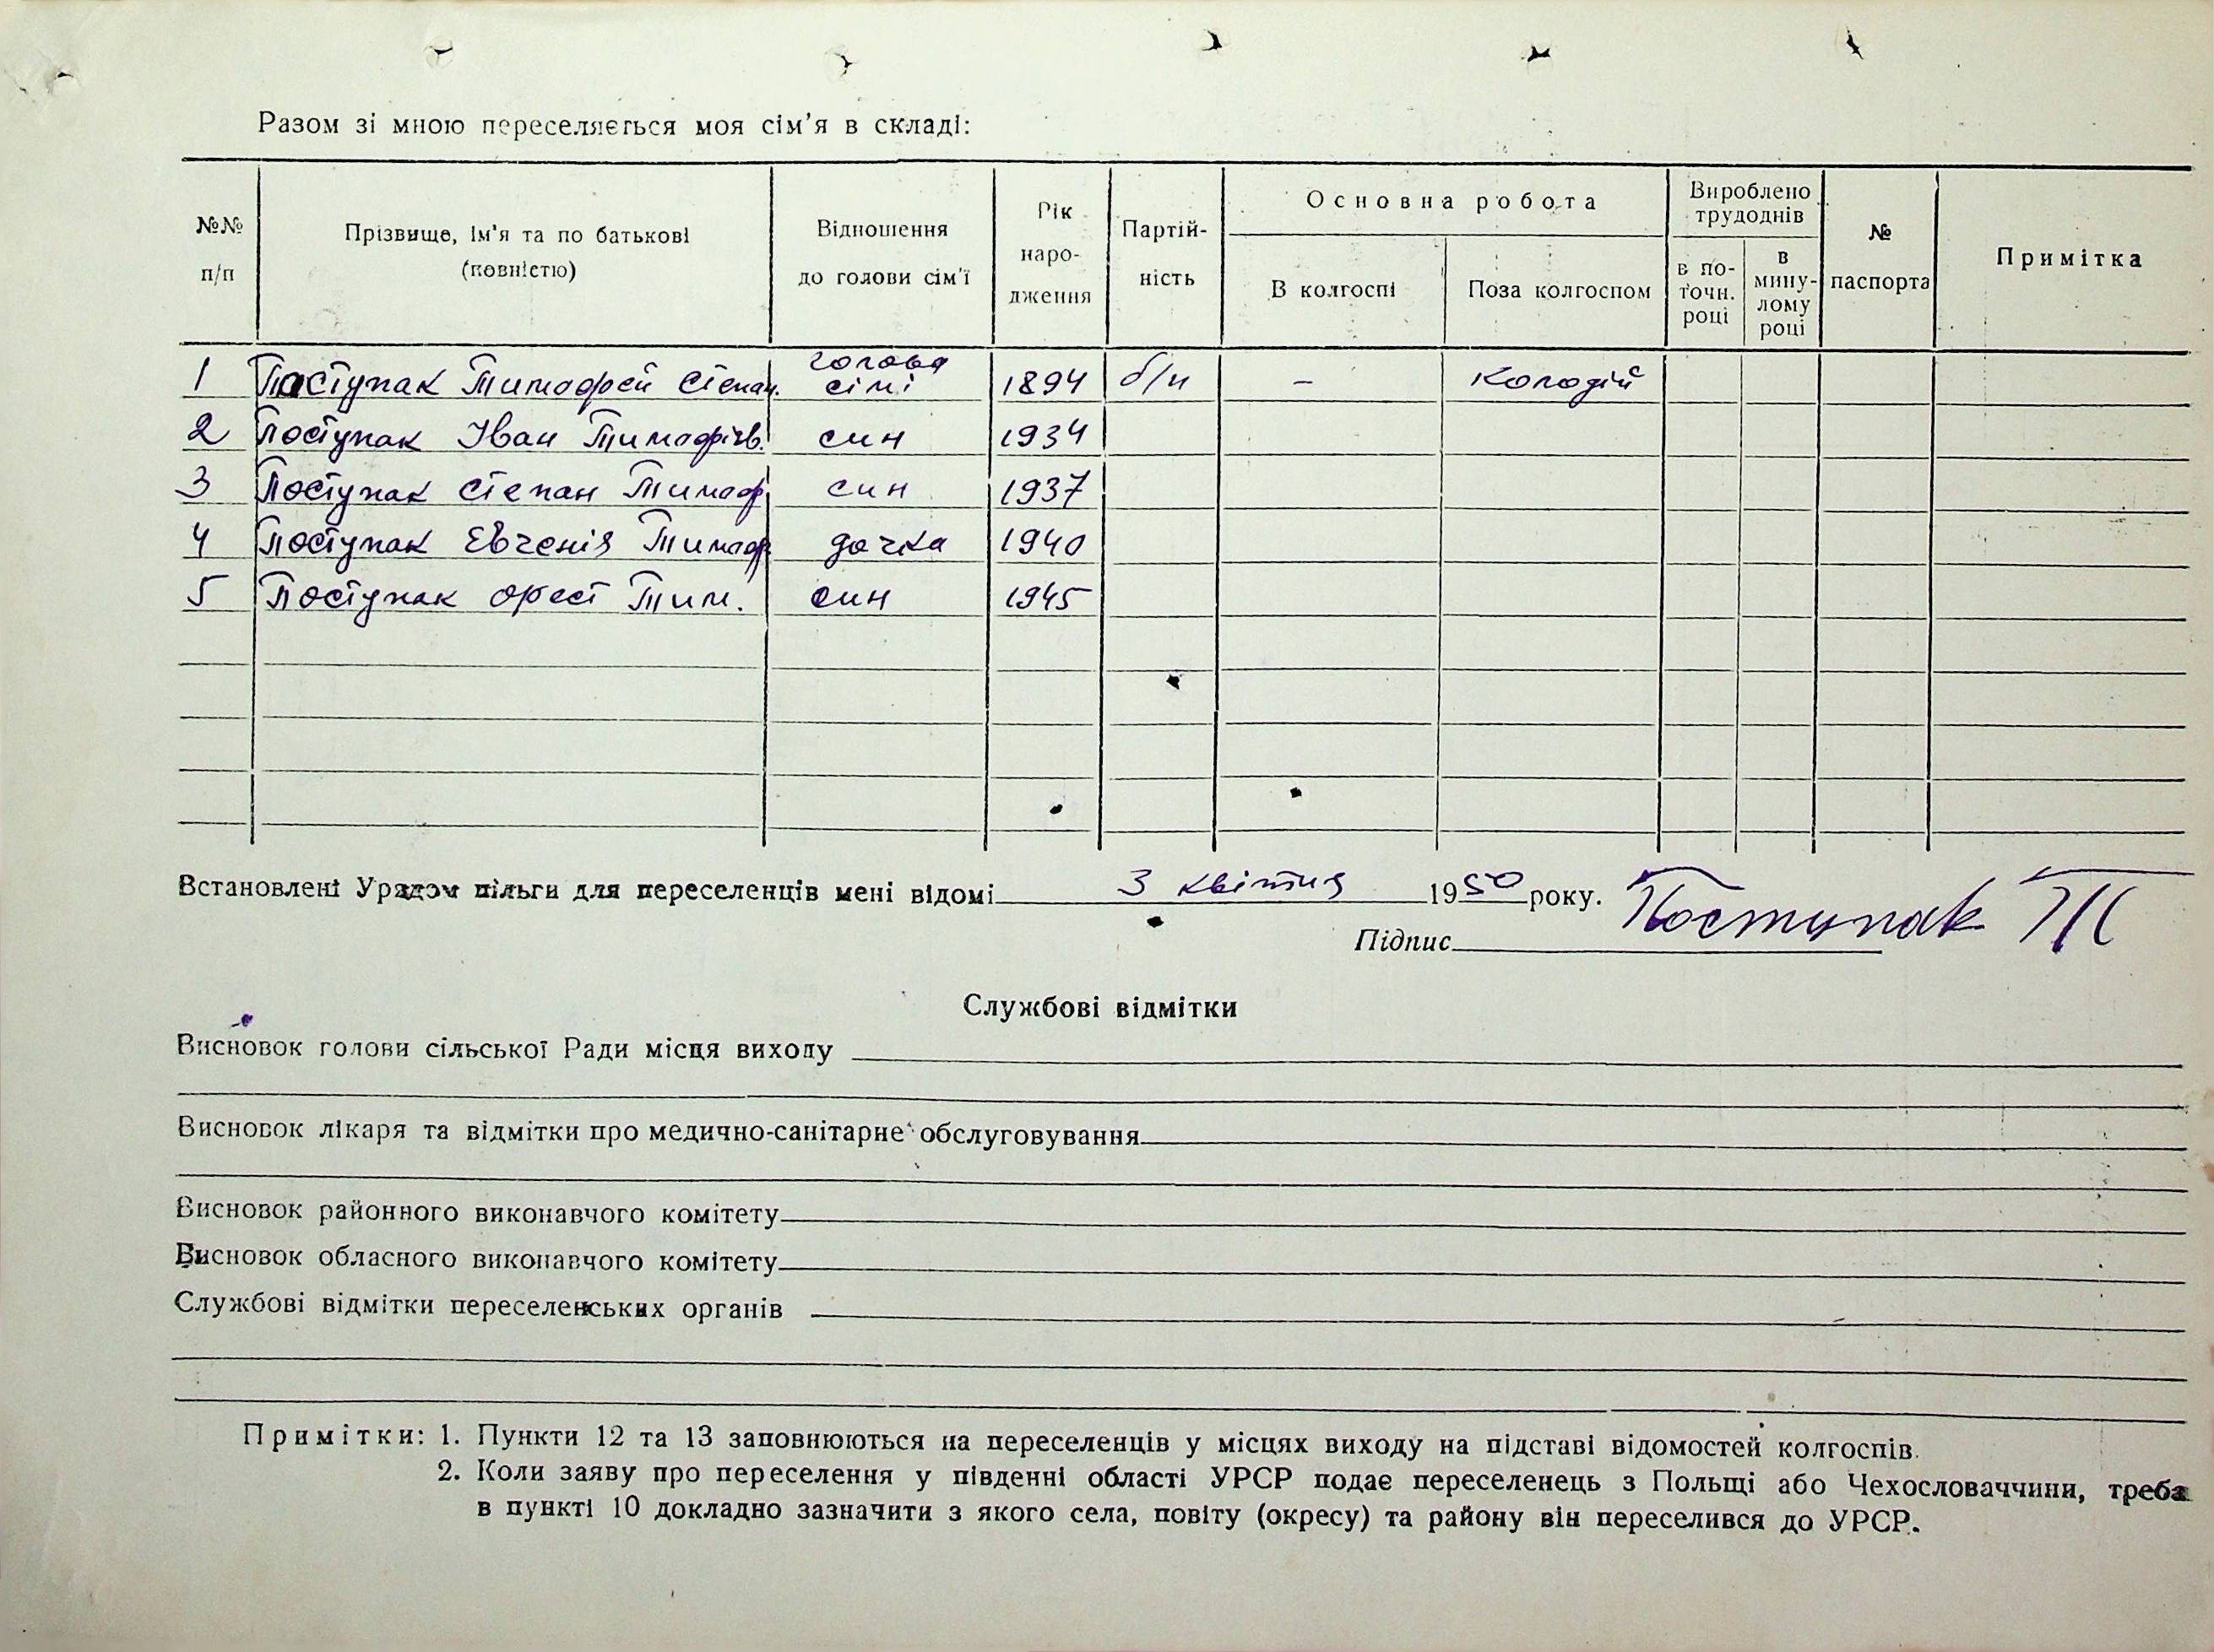 Разом зі мною переселяється моя сім'я в складі:
№№ п/п
Прізвище, ім'я та по батькові (повністю)
Відношення до голови сім'ї
Рік народження
Партійність
Основна робота
В колгоспі
Поза колгоспом
Вироблено трудоднів
в поточн. році
в минулому році
№ паспорта
Примітка
1 Поступак Тимофей Степан. голова сімі 1894 б/п – Колодій
2 Поступак Іван Тимофієв. син 1934
3 Поступак Степан Тимоф син 1937
4 Поступак Евгенія Тимоф. дочка 1940
5 Поступак Орест Тим. син 1945
Встановлені Урядом пільги для переселенців мені відомі 3 квітня 1950 року.
Підпис Поступак ТС
Службові відмітки
Висновок голови сільської Ради місця виходу
Висновок лікаря та відмітки про медично-санітарне обслуговування
Висновок районного виконавчого комітету
Висновок обласного виконавчого комітету
Службові відмітки переселенських органів
Примітки: 1. Пункти 12 та 13 заповнюються на переселенців у місцях виходу на підставі відомостей колгоспів.
2. Коли заяву про переселення у південні області УРСР подає переселенець з Польщі або Чехословаччини, треба
в пункті 10 докладно зазначити з якого села, повіту (окресу) та району він переселився до УРСР.